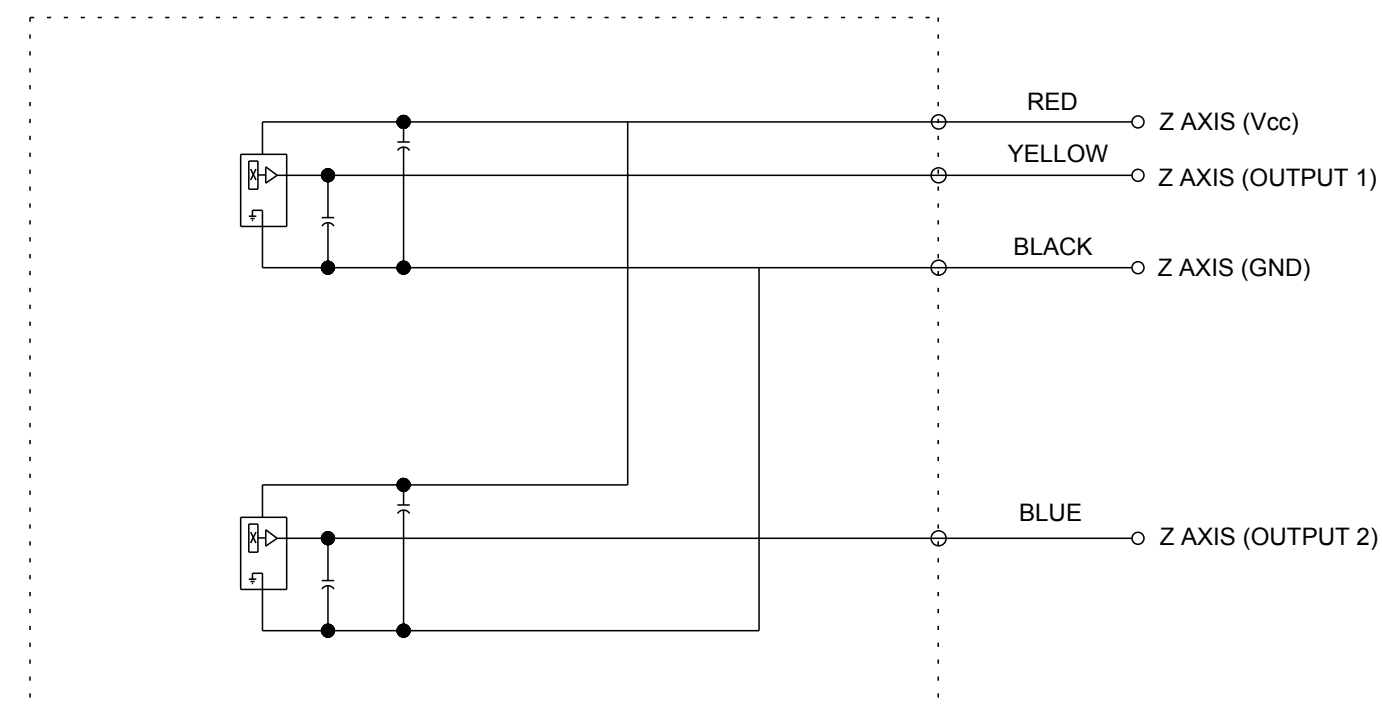 RED
Z AXIS (Vcc)
YELLOW
Z AXIS (OUTPUT 1)
BLACK
Z AXIS (GND)
BLUE
Z AXIS (OUTPUT 2)